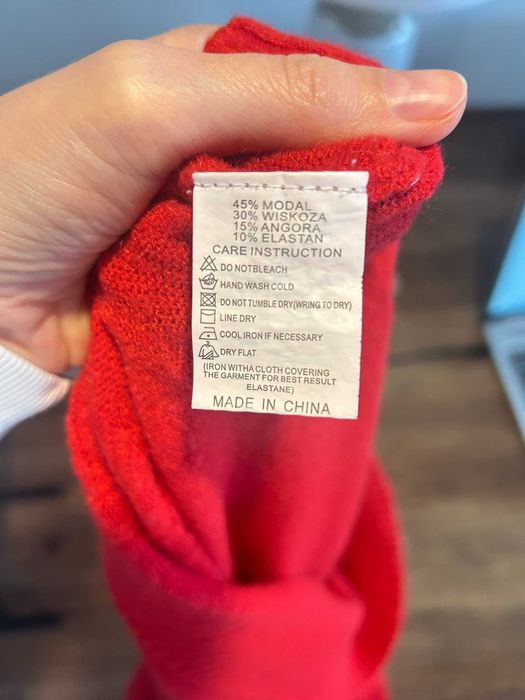 45% MODAL
30% WISKOZA
15% ANGORA
10% ELASTAN
CARE INSTRUCTION
DO NOTBLEACH
HAND WASH COLD
DO NOT TUMBLE DRY(WRING TO DRY)
LINE DRY
COOL IRON IF NECESSARY
DRY FLAT
(IRON WITHA CLOTH COVERING
THE GARMENT FOR BEST RESULT
ELASTANE)
MADE IN CHINA